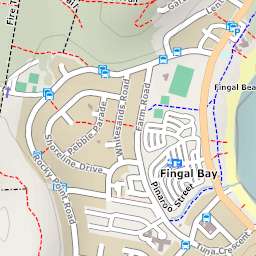 Fire T
Gar
Lent
Fingal Bea
Whitesands Road
Farm Road
Pebble Parade
Shoreline Drive
Rocky Point Road
Fingal Bay
Pinaroo Street
Tuna Crescent